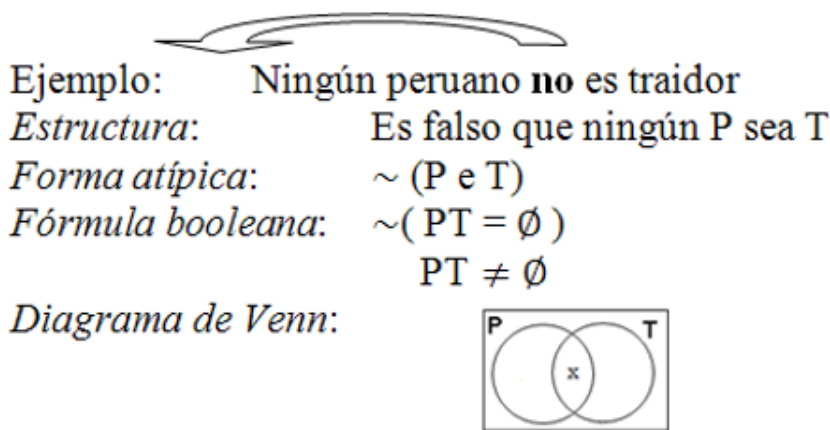 Ejemplo: Ningún peruano no es traidor
Estructura: Es falso que ningún P sea T
Forma atípica: ~ (P e T)
Fórmula booleana: ~( PT = ∅ )
PT ≠ ∅
Diagrama de Venn:
P T
x